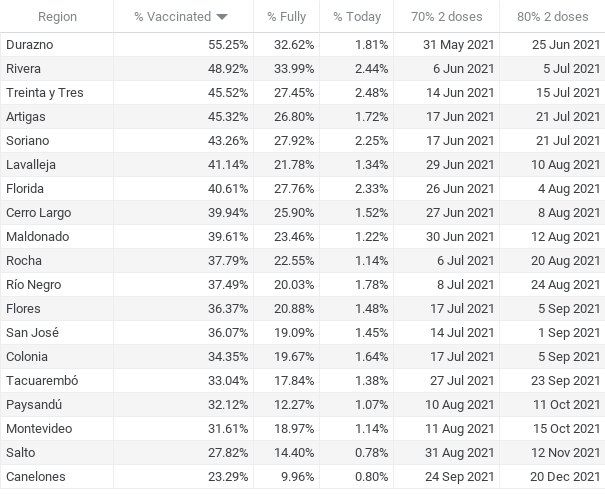 Region % Vaccinated % Fully % Today 70% 2 doses 80% 2 doses
Durazno 55.25% 32.62% 1.81% 31 May 2021 25 Jun 2021
Rivera 48.92% 33.99% 2.44% 6 Jun 2021 5 Jul 2021
Treinta y Tres 45.52% 27.45% 2.48% 14 Jun 2021 15 Jul 2021
Artigas 45.32% 26.80% 1.72% 17 Jun 2021 21 Jul 2021
Soriano 43.26% 27.92% 2.25% 17 Jun 2021 21 Jul 2021
Lavalleja 41.14% 21.78% 1.34% 29 Jun 2021 10 Aug 2021
Florida 40.61% 27.76% 2.33% 26 Jun 2021 4 Aug 2021
Cerro Largo 39.94% 25.90% 1.52% 27 Jun 2021 8 Aug 2021
Maldonado 39.61% 23.46% 1.22% 30 Jun 2021 12 Aug 2021
Rocha 37.79% 22.55% 1.14% 6 Jul 2021 20 Aug 2021
Río Negro 37.49% 20.03% 1.78% 8 Jul 2021 24 Aug 2021
Flores 36.37% 20.88% 1.48% 17 Jul 2021 5 Sep 2021
San José 36.07% 19.09% 1.45% 14 Jul 2021 1 Sep 2021
Colonia 34.35% 19.67% 1.64% 17 Jul 2021 5 Sep 2021
Tacuarembó 33.04% 17.84% 1.38% 27 Jul 2021 23 Sep 2021
Paysandú 32.12% 12.27% 1.07% 10 Aug 2021 11 Oct 2021
Montevideo 31.61% 18.97% 1.14% 11 Aug 2021 15 Oct 2021
Salto 27.82% 14.40% 0.78% 31 Aug 2021 12 Nov 2021
Canelones 23.29% 9.96% 0.80% 24 Sep 2021 20 Dec 2021